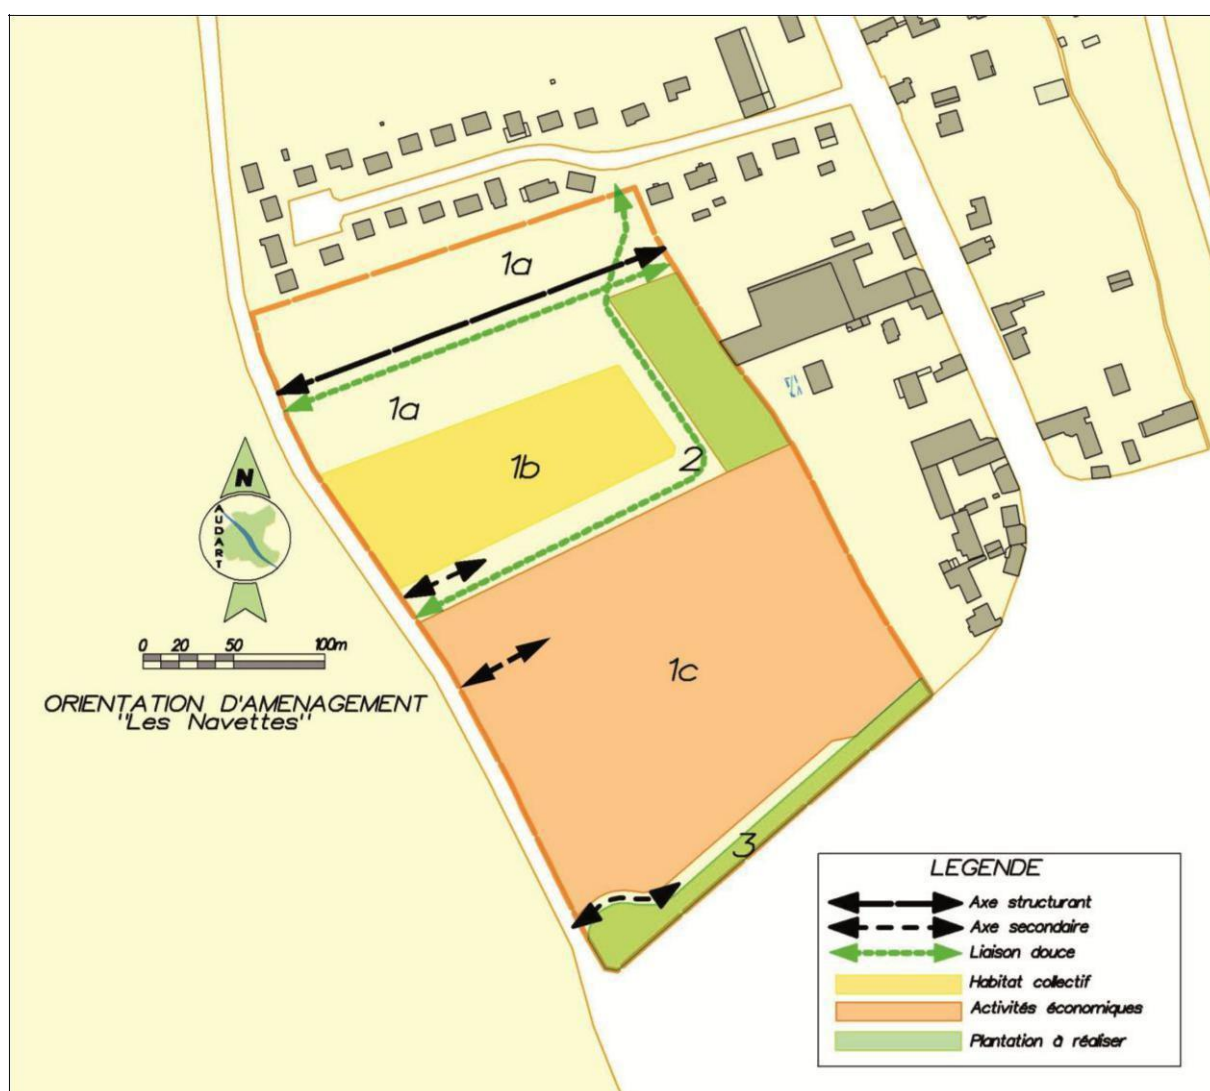 1a
1a
1b
2
1c
3
N
AUDART
0 20 50 100m
ORIENTATION D'AMENAGEMENT
"Les Navettes"
LEGENDE
Axe structurant
Axe secondaire
Liaison douce
Habitat collectif
Activités économiques
Plantation à réaliser